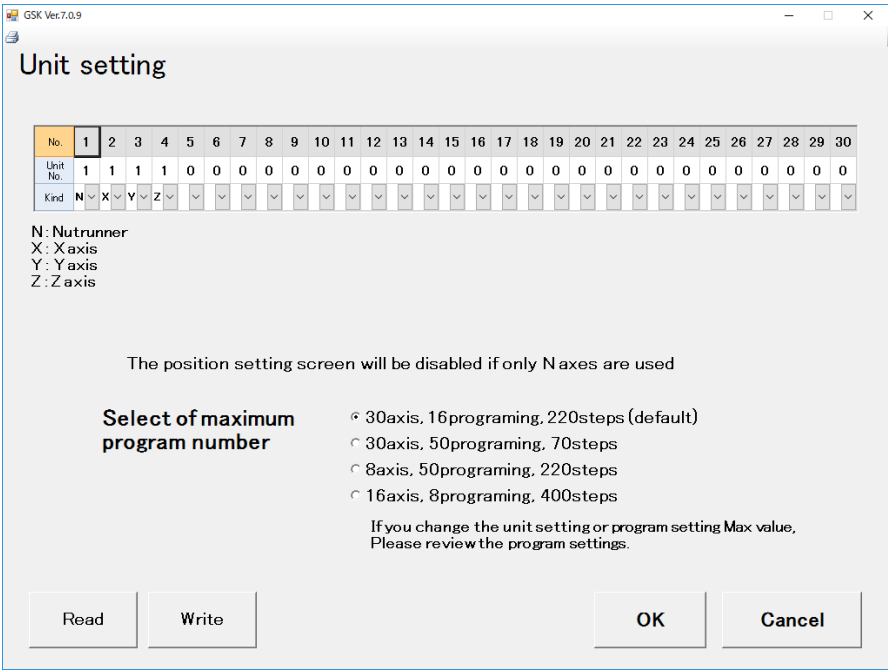 GSK Ver.7.0.9
Unit setting
No. 1 2 3 4 5 6 7 8 9 10 11 12 13 14 15 16 17 18 19 20 21 22 23 24 25 26 27 28 29 30
Unit No. 1 1 1 1 0 0 0 0 0 0 0 0 0 0 0 0 0 0 0 0 0 0 0 0 0 0 0 0 0 0
Kind N X Y Z
N:Nutrunner
X:Xaxis
Y:Yaxis
Z:Zaxis
The position setting screen will be disabled if only N axes are used
Select of maximum
program number
30axis, 16programing, 220steps (default)
30axis, 50programing, 70steps
8axis, 50programing, 220steps
16axis, 8programing, 400steps
If you change the unit setting or program setting Max value,
Please review the program settings.
Read Write OK Cancel